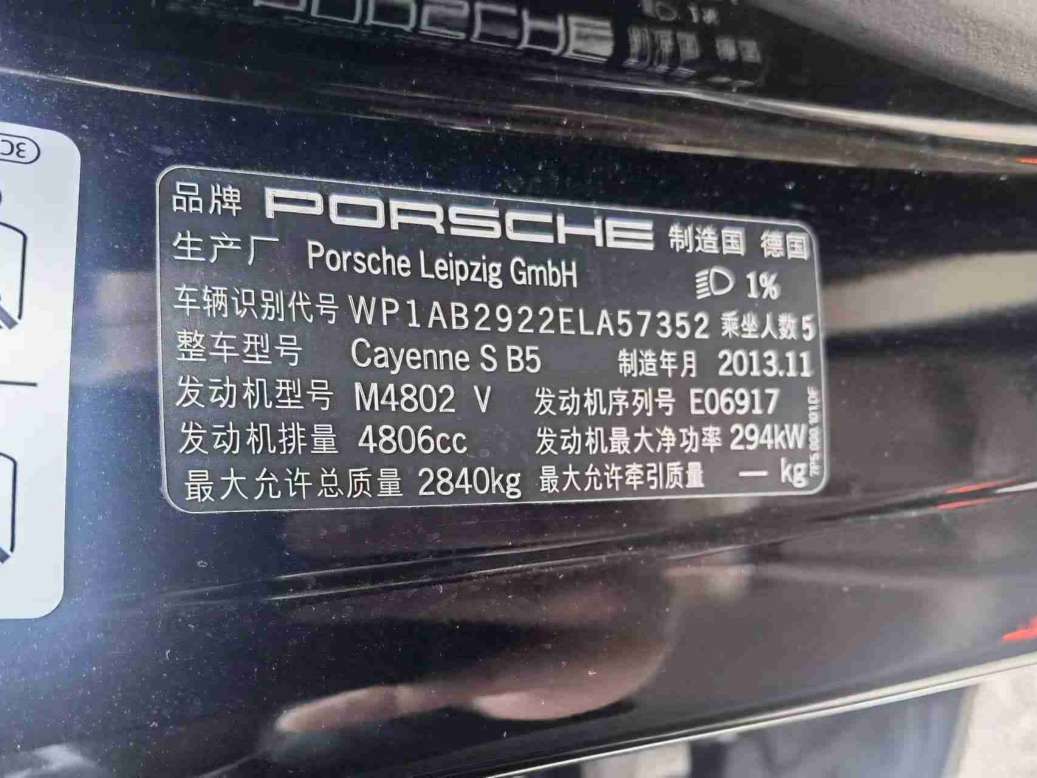 3C
品牌 PORSCHE 制造国 德国
生产厂 Porsche Leipzig GmbH 1%
车辆识别代号 WP1AB2922ELA57352 乘坐人数 5
整车型号 Cayenne S B5 制造年月 2013.11
发动机型号 M4802 V 发动机序列号 E06917
发动机排量 4806cc 发动机最大净功率 294kW
最大允许总质量 2840kg 最大允许牵引质量 — kg